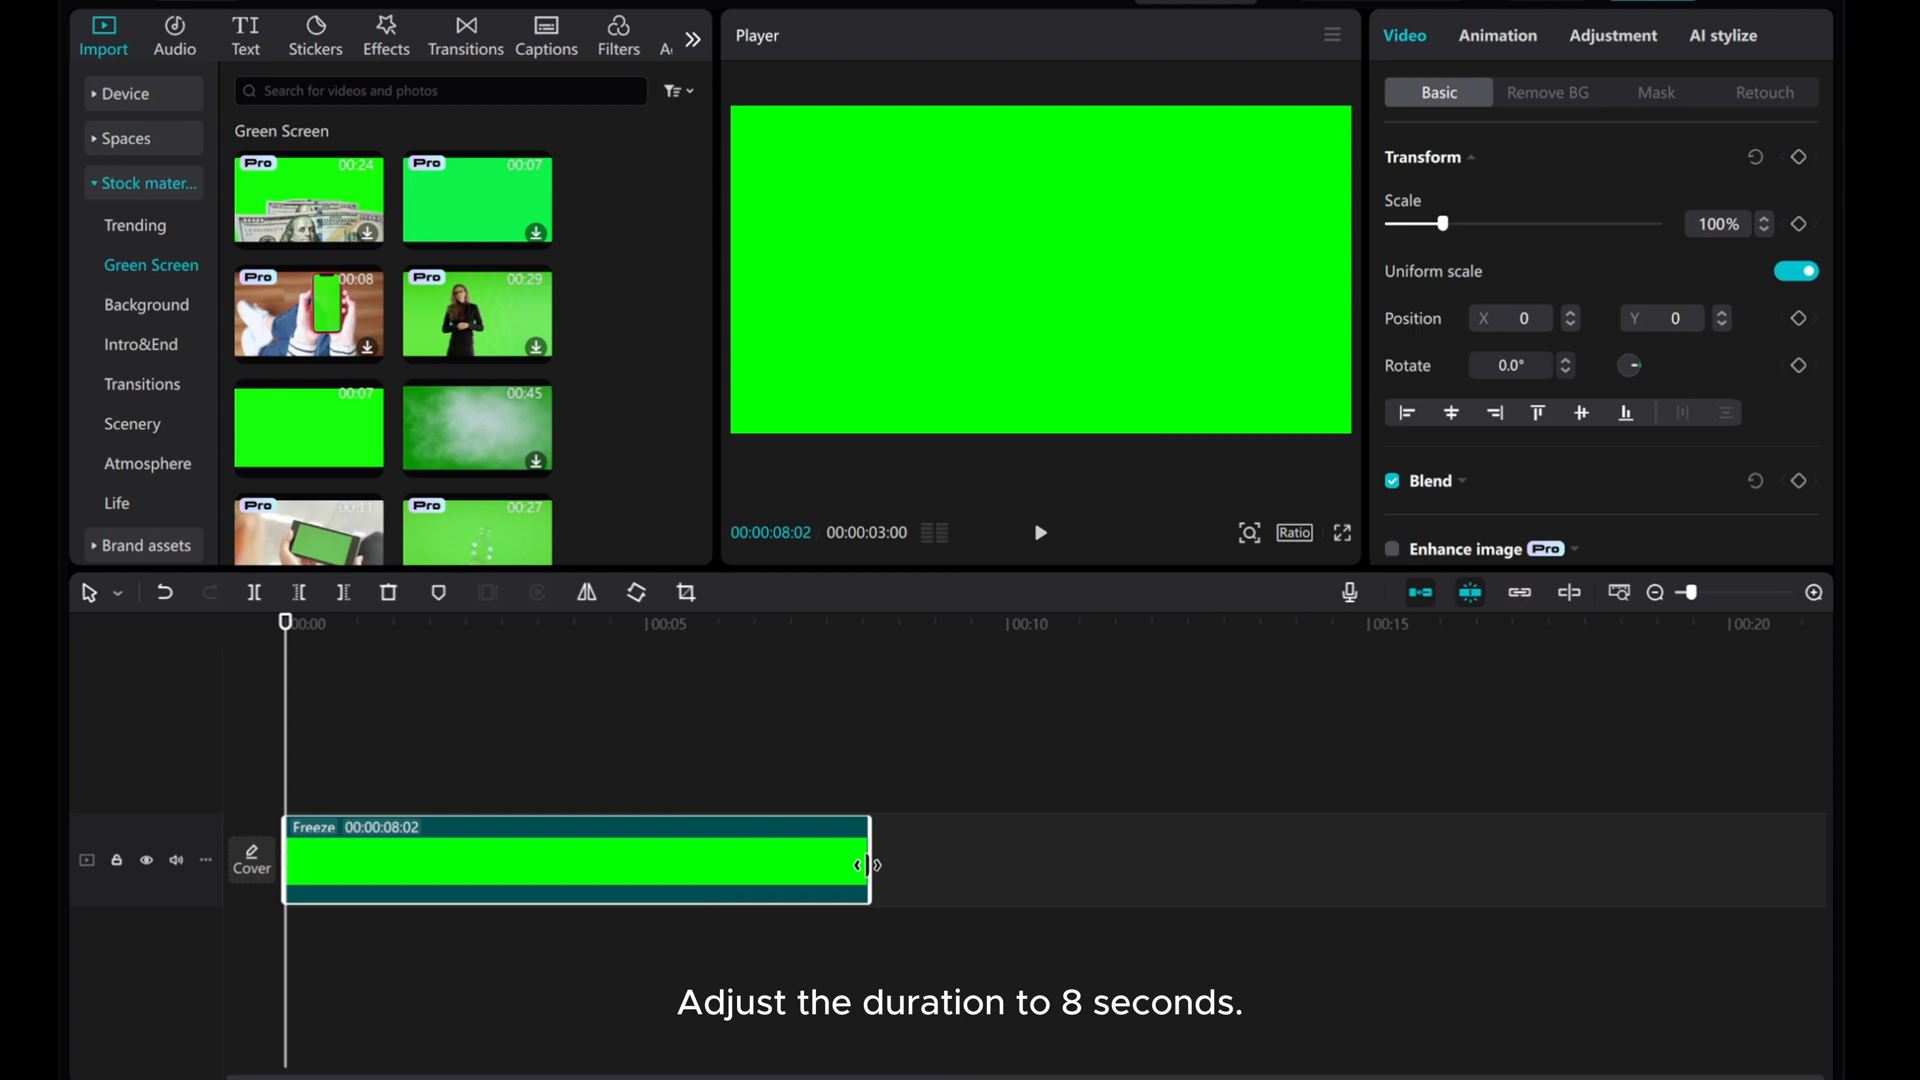 Import
Audio
Text
Stickers
Effects
Transitions
Captions
Filters
Device
Spaces
Stock mater...
Trending
Green Screen
Background
Intro&End
Transitions
Scenery
Atmosphere
Life
Brand assets
Search for videos and photos
Green Screen
Pro 00:24
Pro 00:07
Pro 00:08
Pro 00:29
00:07
00:45
Pro 00:11
Pro 00:27
Player
00:00:08:02 00:00:03:00
Ratio
Video
Animation
Adjustment
AI stylize
Basic
Remove BG
Mask
Retouch
Transform
Scale
100%
Uniform scale
Position X 0 Y 0
Rotate 0.0°
Blend
Enhance image Pro
00:00
00:05
00:10
00:15
00:20
Cover
Freeze 00:00:08:02
Adjust the duration to 8 seconds.